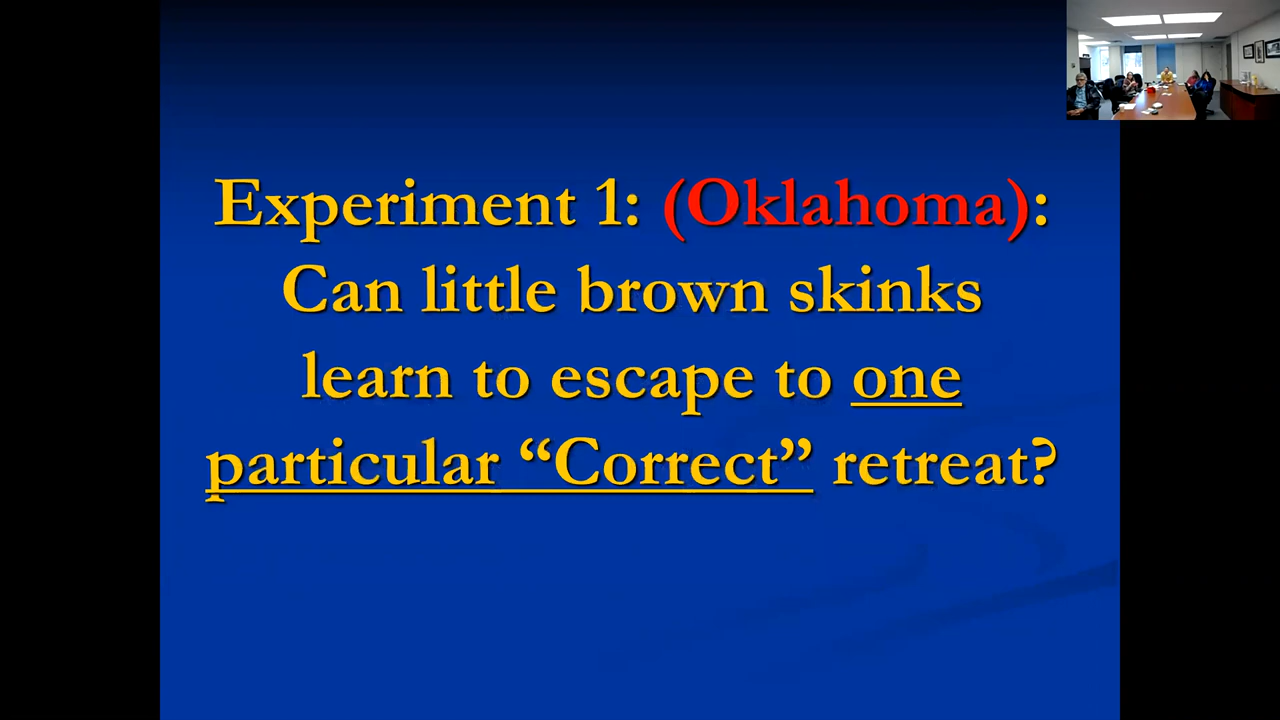 Experiment 1: (Oklahoma):
Can little brown skinks
learn to escape to one
particular “Correct” retreat?